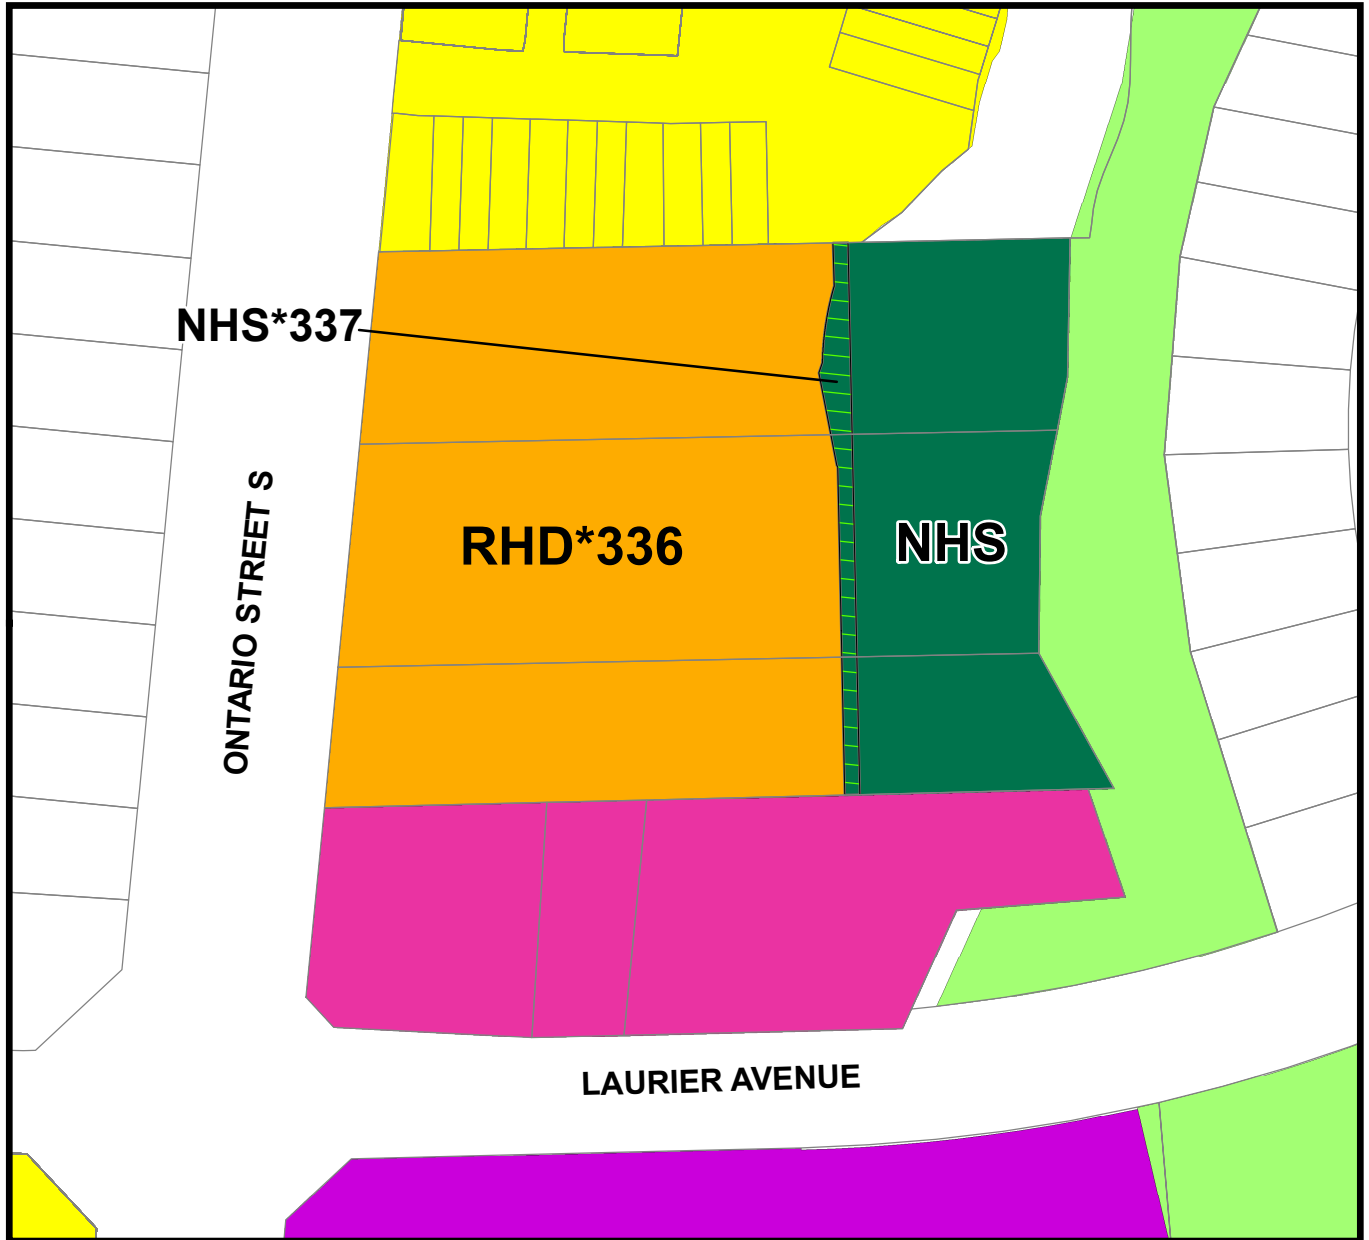 NHS*337
RHD*336
NHS
ONTARIO STREET S
LAURIER AVENUE